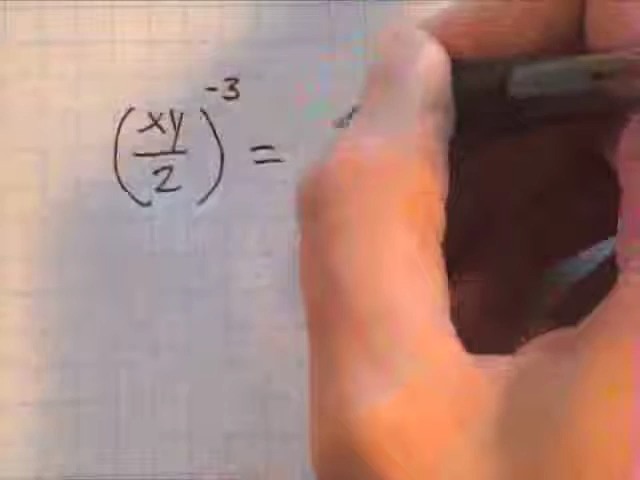 (xy/2)^-3 =